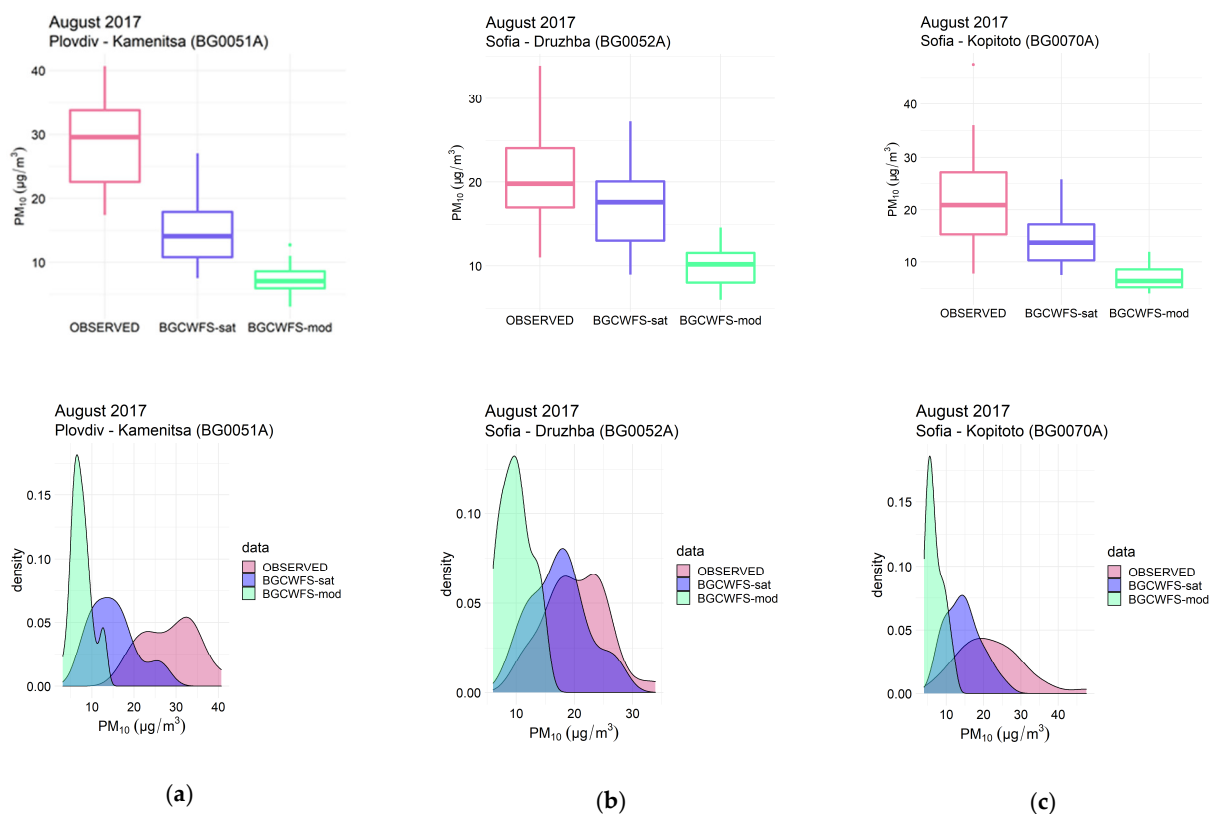 August 2017
Plovdiv - Kamenitsa (BG0051A)
40
30
20
10
PM₁₀ (µg/m³)
OBSERVED BGCWFS-sat BGCWFS-mod
August 2017
Sofia - Druzhba (BG0052A)
30
20
10
PM₁₀ (µg/m³)
OBSERVED BGCWFS-sat BGCWFS-mod
August 2017
Sofia - Kopitoto (BG0070A)
40
30
20
10
PM₁₀ (µg/m³)
OBSERVED BGCWFS-sat BGCWFS-mod
August 2017
Plovdiv - Kamenitsa (BG0051A)
0.15
0.10
0.05
0.00
density
10 20 30 40
PM₁₀ (µg/m³)
data
OBSERVED
BGCWFS-sat
BGCWFS-mod
August 2017
Sofia - Druzhba (BG0052A)
0.10
0.05
0.00
density
10 20 30
PM₁₀ (µg/m³)
data
OBSERVED
BGCWFS-sat
BGCWFS-mod
August 2017
Sofia - Kopitoto (BG0070A)
0.15
0.10
0.05
0.00
density
10 20 30 40
PM₁₀ (µg/m³)
data
OBSERVED
BGCWFS-sat
BGCWFS-mod
(a)
(b)
(c)